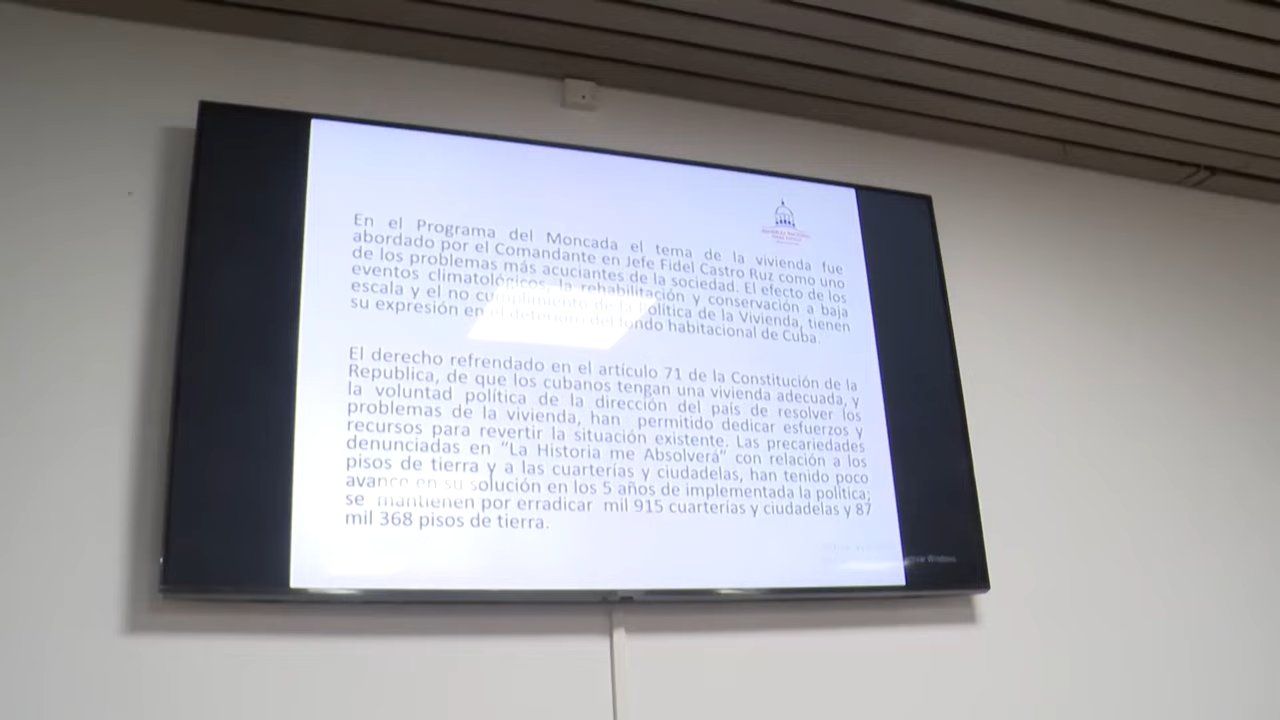 ASAMBLEA NACIONAL
En el Programa del Moncada el tema de la vivienda fue
abordado por el Comandante en Jefe Fidel Castro Ruz como uno
de los problemas más acuciantes de la sociedad. El efecto de los
eventos climatológicos, la rehabilitación y conservación a baja
escala y el no cumplimiento de la Política de la Vivienda, tienen
su expresión en el deterioro del fondo habitacional de Cuba.
El derecho refrendado en el artículo 71 de la Constitución de la
Republica, de que los cubanos tengan una vivienda adecuada, y
la voluntad política de la dirección del país de resolver los
problemas de la vivienda, han permitido dedicar esfuerzos y
recursos para revertir la situación existente. Las precariedades
denunciadas en “La Historia me Absolverá” con relación a los
pisos de tierra y a las cuarterías y ciudadelas, han tenido poco
avance en su solución en los 5 años de implementada la política;
se mantienen por erradicar mil 915 cuarterías y ciudadelas y 87
mil 368 pisos de tierra.
Windows